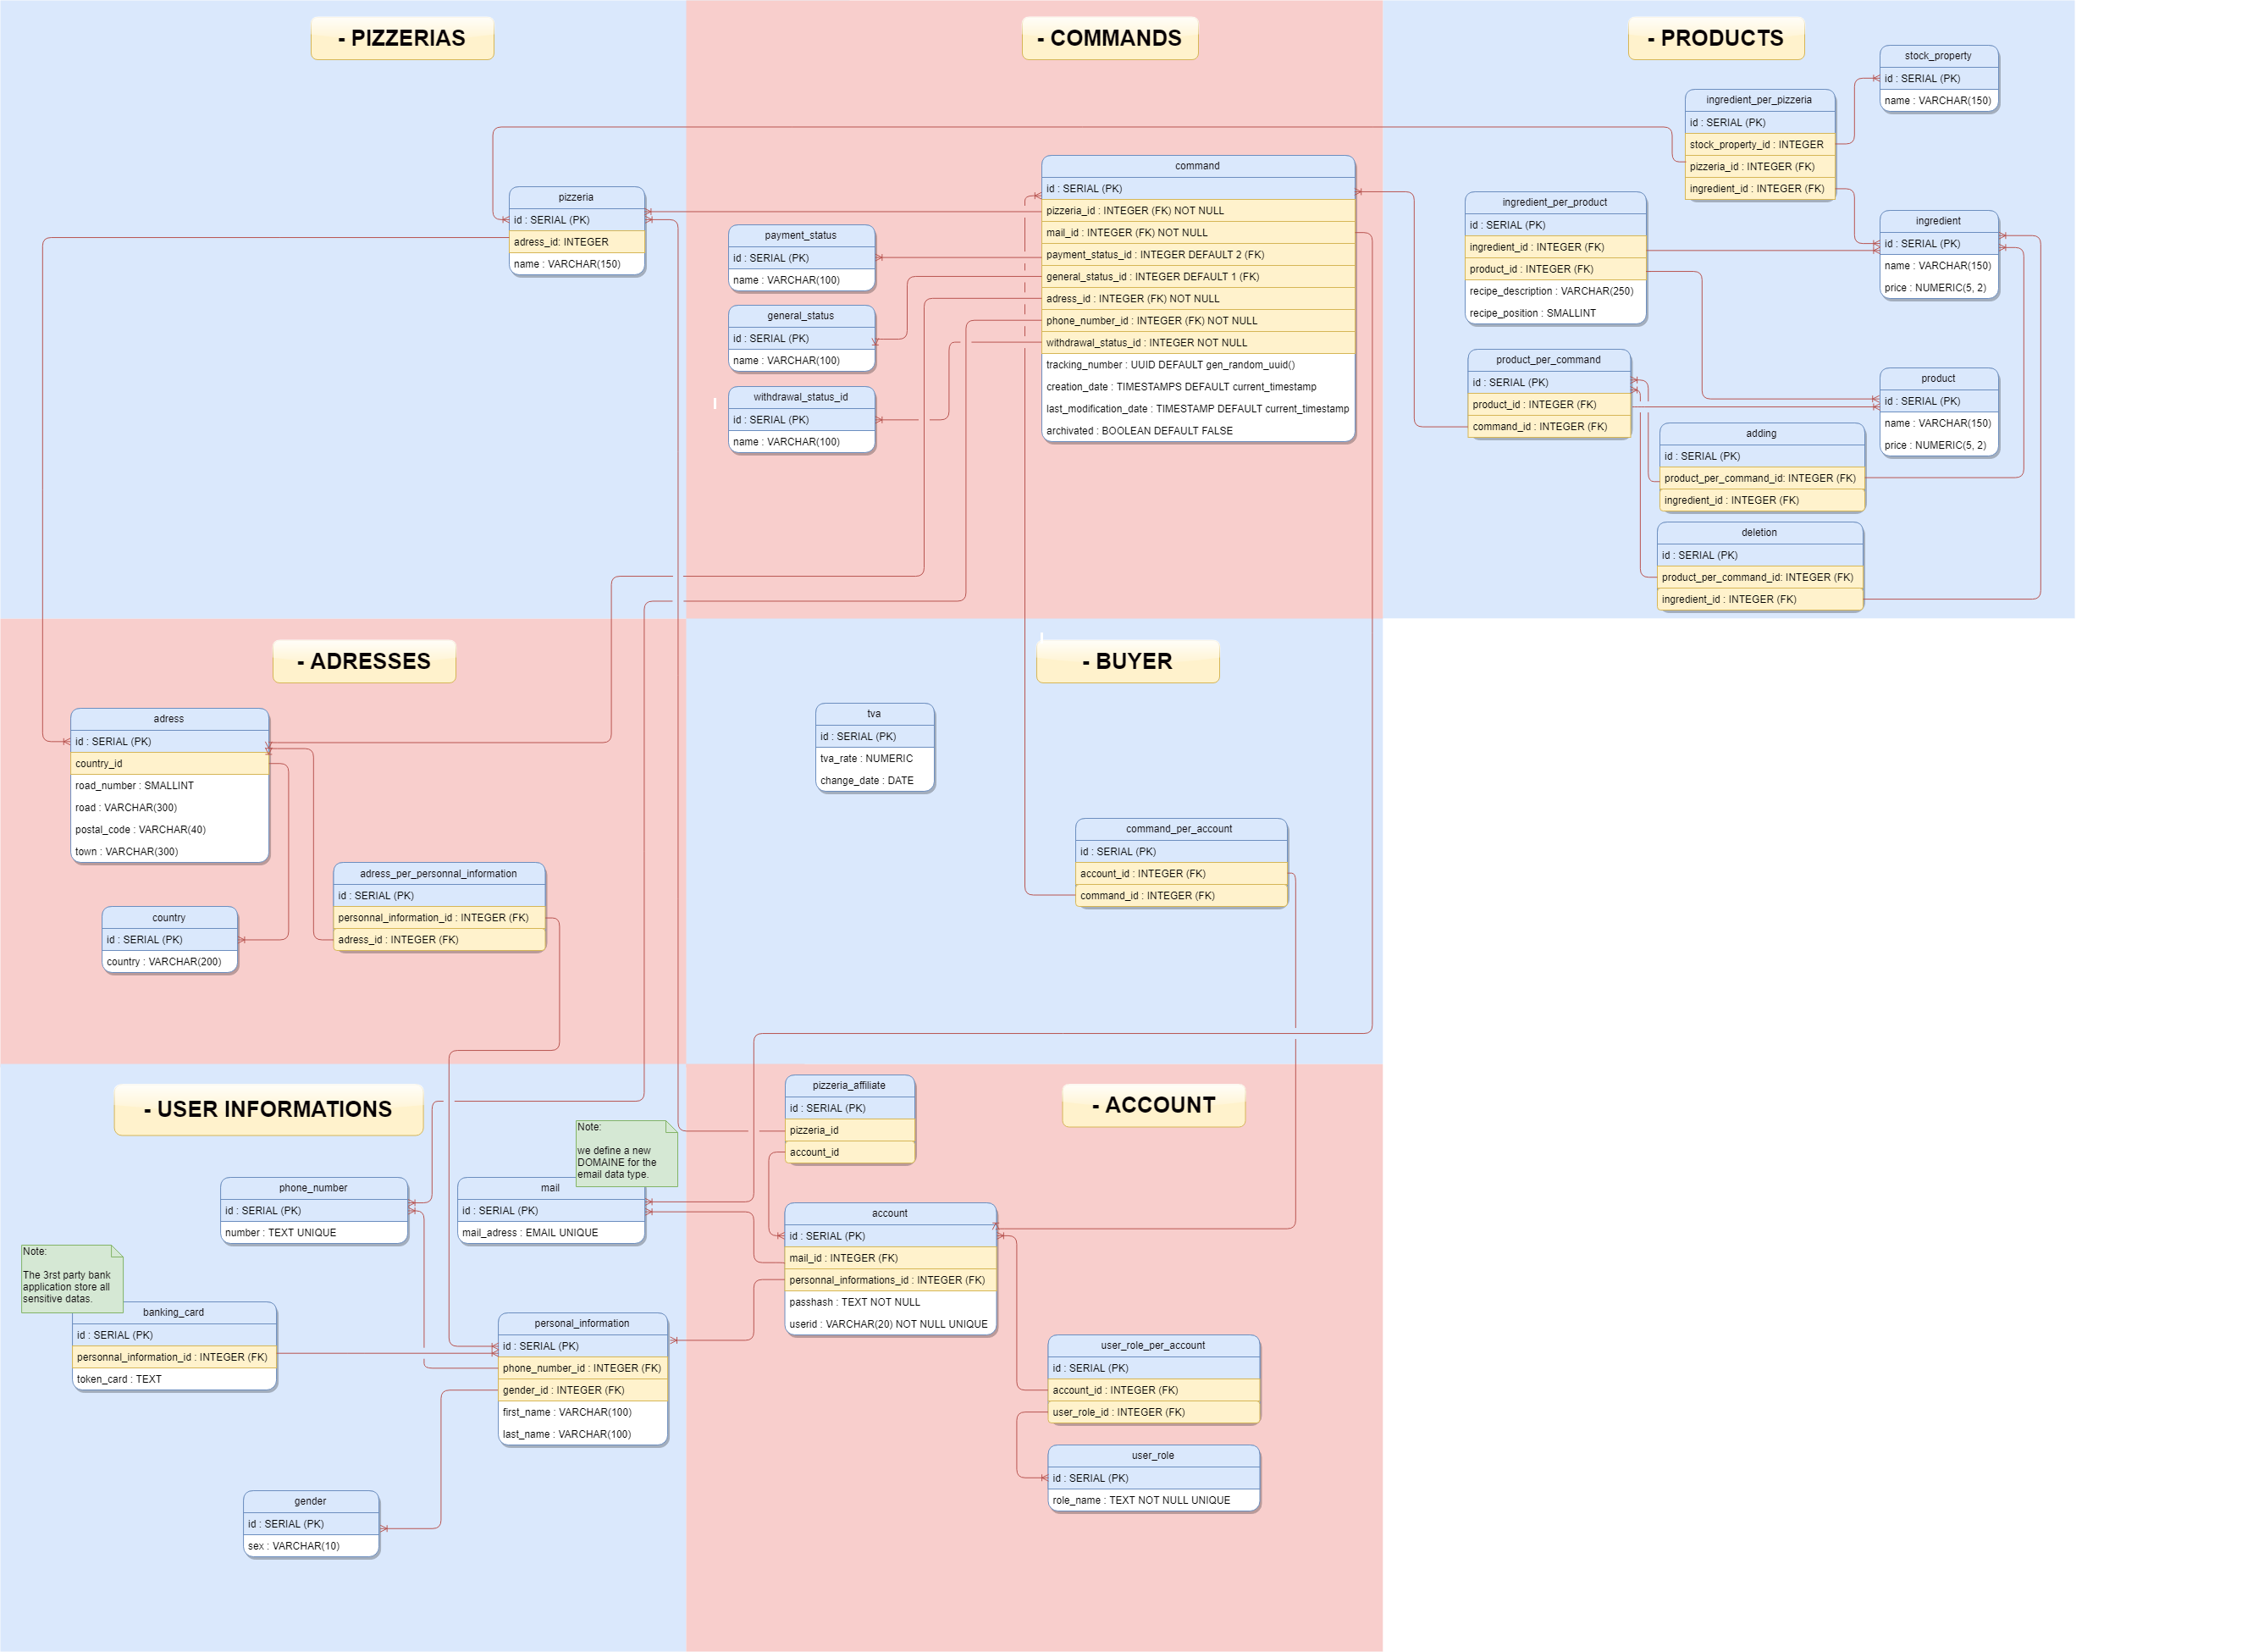 - PIZZERIAS
pizzeria
id : SERIAL (PK)
adress_id: INTEGER
name : VARCHAR(150)
- COMMANDS
payment_status
id : SERIAL (PK)
name : VARCHAR(100)
general_status
id : SERIAL (PK)
name : VARCHAR(100)
withdrawal_status_id
id : SERIAL (PK)
name : VARCHAR(100)
command
id : SERIAL (PK)
pizzeria_id : INTEGER (FK) NOT NULL
mail_id : INTEGER (FK) NOT NULL
payment_status_id : INTEGER DEFAULT 2 (FK)
general_status_id : INTEGER DEFAULT 1 (FK)
adress_id : INTEGER (FK) NOT NULL
phone_number_id : INTEGER (FK) NOT NULL
withdrawal_status_id : INTEGER NOT NULL
tracking_number : UUID DEFAULT gen_random_uuid()
creation_date : TIMESTAMPS DEFAULT current_timestamp
last_modification_date : TIMESTAMP DEFAULT current_timestamp
archivated : BOOLEAN DEFAULT FALSE
- PRODUCTS
stock_property
id : SERIAL (PK)
name : VARCHAR(150)
ingredient_per_pizzeria
id : SERIAL (PK)
stock_property_id : INTEGER
pizzeria_id : INTEGER (FK)
ingredient_id : INTEGER (FK)
ingredient_per_product
id : SERIAL (PK)
ingredient_id : INTEGER (FK)
product_id : INTEGER (FK)
recipe_description : VARCHAR(250)
recipe_position : SMALLINT
ingredient
id : SERIAL (PK)
name : VARCHAR(150)
price : NUMERIC(5, 2)
product_per_command
id : SERIAL (PK)
product_id : INTEGER (FK)
command_id : INTEGER (FK)
product
id : SERIAL (PK)
name : VARCHAR(150)
price : NUMERIC(5, 2)
adding
id : SERIAL (PK)
product_per_command_id: INTEGER (FK)
ingredient_id : INTEGER (FK)
deletion
id : SERIAL (PK)
product_per_command_id: INTEGER (FK)
ingredient_id : INTEGER (FK)
- ADRESSES
adress
id : SERIAL (PK)
country_id
road_number : SMALLINT
road : VARCHAR(300)
postal_code : VARCHAR(40)
town : VARCHAR(300)
adress_per_personnal_information
id : SERIAL (PK)
personnal_information_id : INTEGER (FK)
adress_id : INTEGER (FK)
country
id : SERIAL (PK)
country : VARCHAR(200)
- BUYER
tva
id : SERIAL (PK)
tva_rate : NUMERIC
change_date : DATE
command_per_account
id : SERIAL (PK)
account_id : INTEGER (FK)
command_id : INTEGER (FK)
- USER INFORMATIONS
Note:
we define a new
DOMAINE for the
email data type.
phone_number
id : SERIAL (PK)
number : TEXT UNIQUE
mail
id : SERIAL (PK)
mail_adress : EMAIL UNIQUE
Note:
The 3rst party bank
application store all
sensitive datas.
banking_card
id : SERIAL (PK)
personnal_information_id : INTEGER (FK)
token_card : TEXT
personal_information
id : SERIAL (PK)
phone_number_id : INTEGER (FK)
gender_id : INTEGER (FK)
first_name : VARCHAR(100)
last_name : VARCHAR(100)
gender
id : SERIAL (PK)
sex : VARCHAR(10)
- ACCOUNT
pizzeria_affiliate
id : SERIAL (PK)
pizzeria_id
account_id
account
id : SERIAL (PK)
mail_id : INTEGER (FK)
personnal_informations_id : INTEGER (FK)
passhash : TEXT NOT NULL
userid : VARCHAR(20) NOT NULL UNIQUE
user_role_per_account
id : SERIAL (PK)
account_id : INTEGER (FK)
user_role_id : INTEGER (FK)
user_role
id : SERIAL (PK)
role_name : TEXT NOT NULL UNIQUE